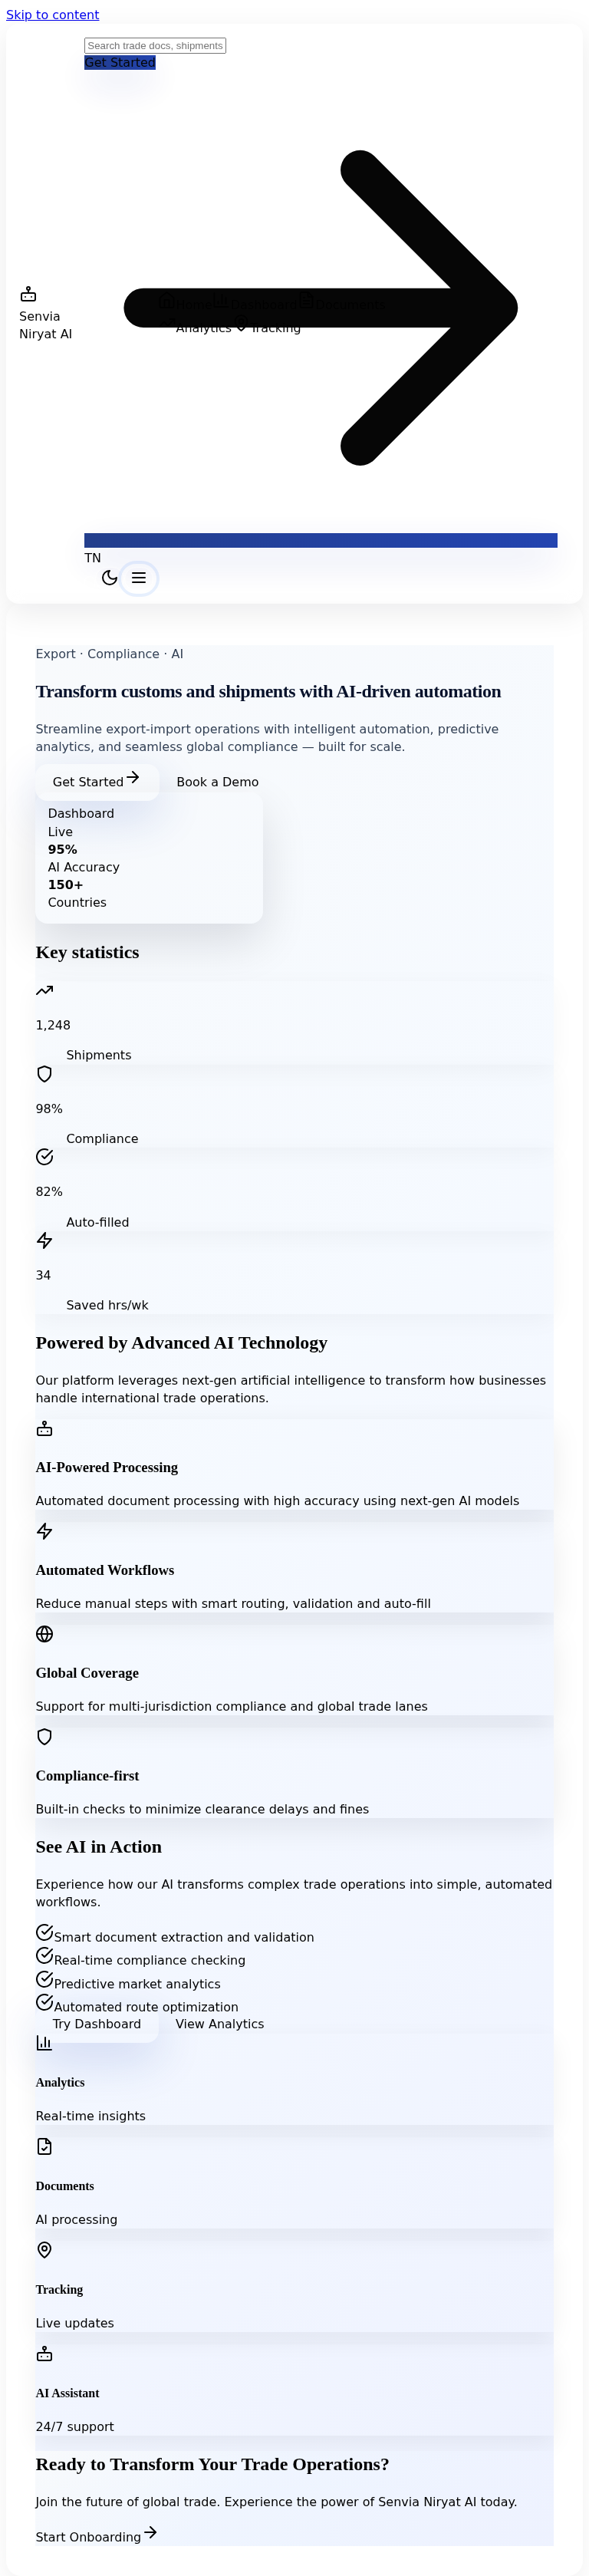 Skip to content
Search trade docs, shipments
Get Started
Senvia
Niryat AI
Analytics
Tracking
TN
Export · Compliance · AI
Transform customs and shipments with AI-driven automation
Streamline export-import operations with intelligent automation, predictive
analytics, and seamless global compliance — built for scale.
Get Started
Book a Demo
Dashboard
Live
95%
AI Accuracy
150+
Countries
Key statistics
1,248
Shipments
98%
Compliance
82%
Auto-filled
34
Saved hrs/wk
Powered by Advanced AI Technology
Our platform leverages next-gen artificial intelligence to transform how businesses
handle international trade operations.
AI-Powered Processing
Automated document processing with high accuracy using next-gen AI models
Automated Workflows
Reduce manual steps with smart routing, validation and auto-fill
Global Coverage
Support for multi-jurisdiction compliance and global trade lanes
Compliance-first
Built-in checks to minimize clearance delays and fines
See AI in Action
Experience how our AI transforms complex trade operations into simple, automated
workflows.
Smart document extraction and validation
Real-time compliance checking
Predictive market analytics
Automated route optimization
Try Dashboard
View Analytics
Analytics
Real-time insights
Documents
AI processing
Tracking
Live updates
AI Assistant
24/7 support
Ready to Transform Your Trade Operations?
Join the future of global trade. Experience the power of Senvia Niryat AI today.
Start Onboarding